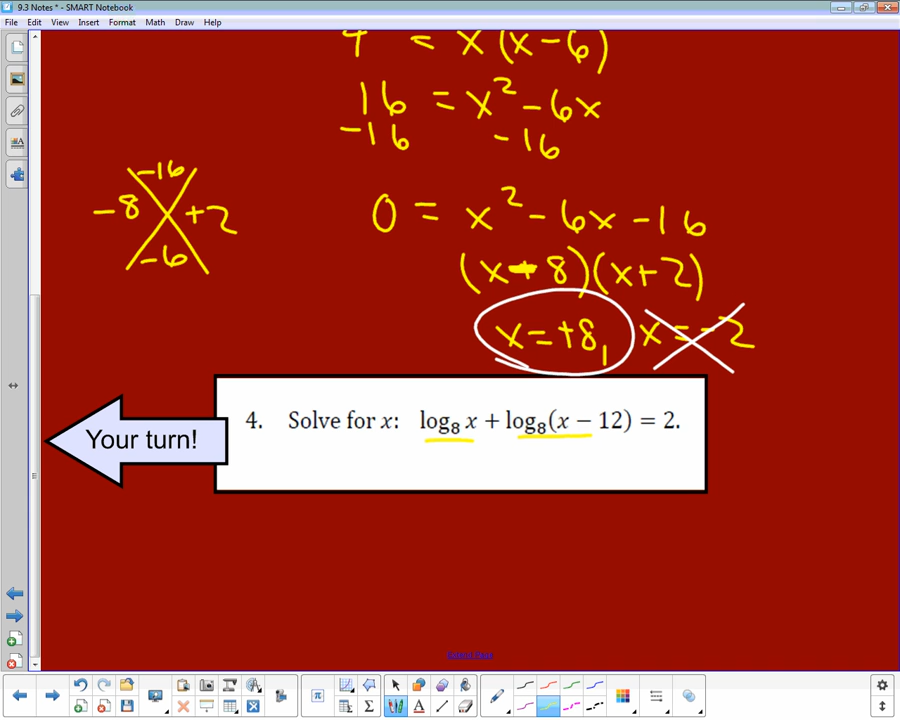 9.3 Notes * - SMART Notebook
File Edit View Insert Format Tools Math Draw Help
= x(x-6)
16 = x² - 6x
-16 -16
-16
-8 +2
-6
0 = x² - 6x - 16
(x-8)(x+2)
x=+8, x=-2
Your turn!
4. Solve for x: log₈ x + log₈(x − 12) = 2.